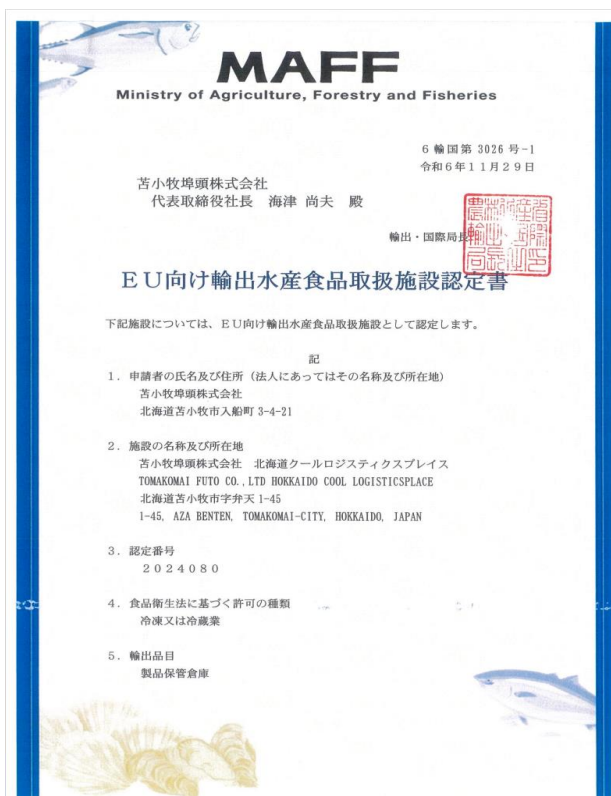 MAFF
Ministry of Agriculture, Forestry and Fisheries
6輸国第3026号-1
令和6年11月29日
苫小牧埠頭株式会社
代表取締役社長 海津 尚夫 殿
輸出・国際局長
EU向け輸出水産食品取扱施設認定書
下記施設については、EU向け輸出水産食品取扱施設として認定します。
記
1.申請者の氏名及び住所(法人にあってはその名称及び所在地)
苫小牧埠頭株式会社
北海道苫小牧市入船町 3-4-21
2.施設の名称及び所在地
苫小牧埠頭株式会社 北海道クールロジスティクスプレイス
TOMAKOMAI FUTO CO.,LTD HOKKAIDO COOL LOGISTICSPLACE
北海道苫小牧市字弁天 1-45
1-45, AZA BENTEN, TOMAKOMAI-CITY, HOKKAIDO, JAPAN
3.認定番号
2024080
4.食品衛生法に基づく許可の種類
冷凍又は冷蔵業
5.輸出品目
製品保管倉庫